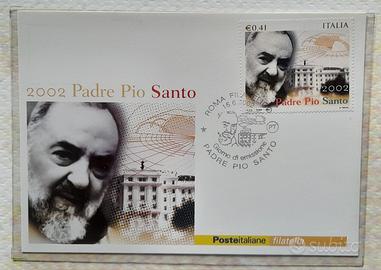 €0.41 ITALIA
2002
Padre Pio Santo
2002 Padre Pio Santo
ROMA
Giorno di emissione
PADRE PIO SANTO
Posteitaliane filatelia
subito